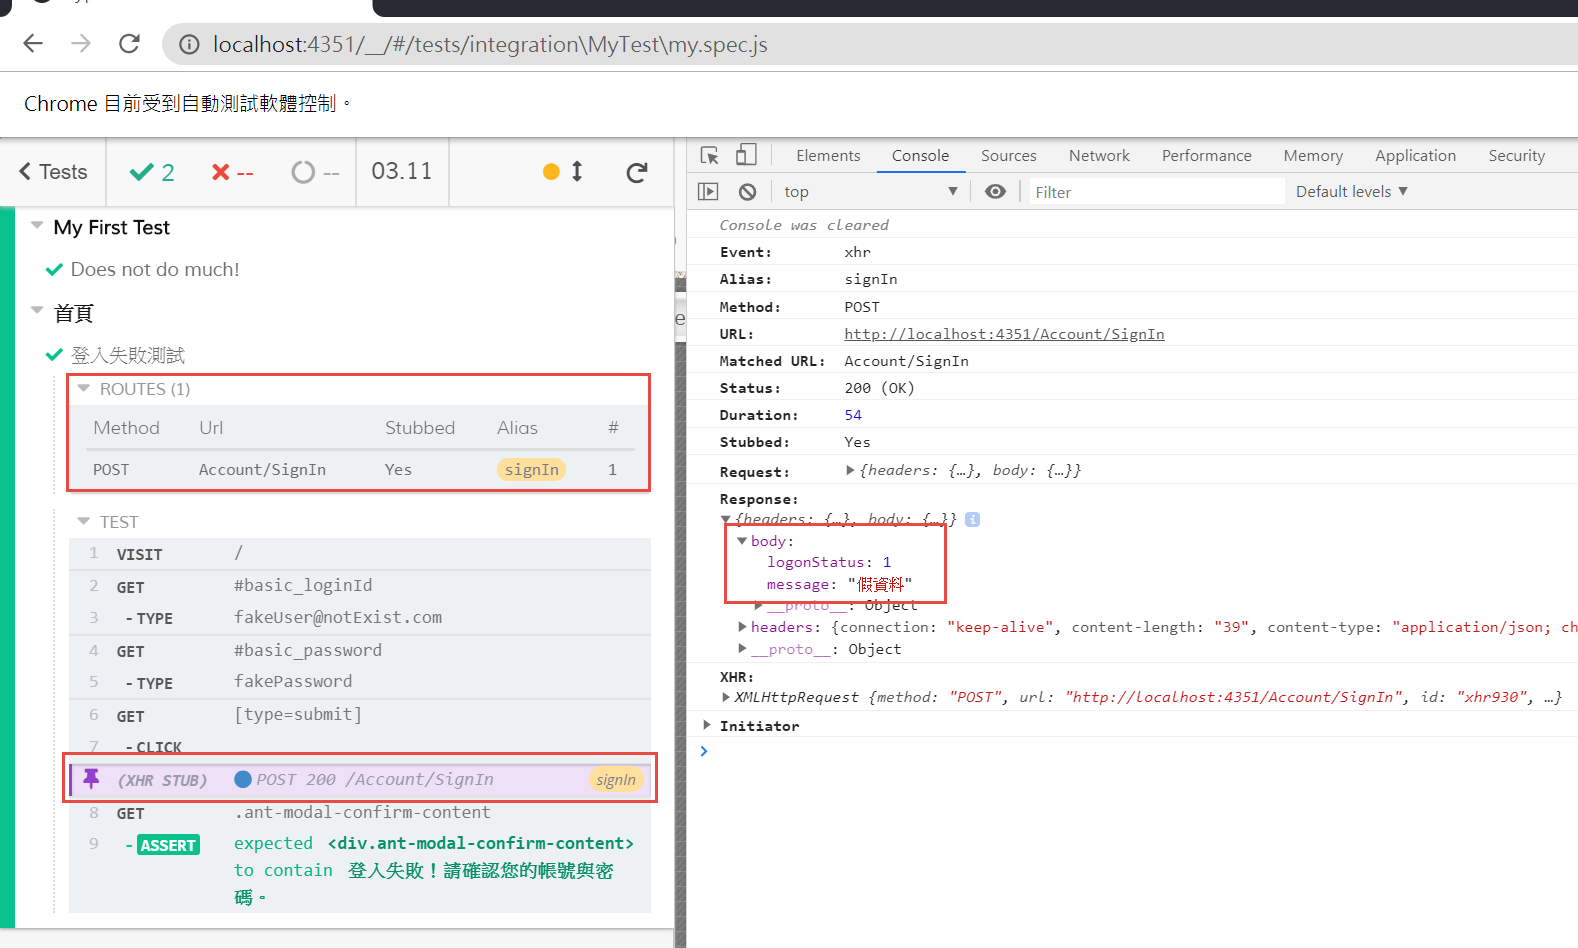 localhost:4351/__/#/tests/integration\MyTest\my.spec.js
Chrome 目前受到自動測試軟體控制。
Tests 2 -- -- 03.11
My First Test
Does not do much!
首頁
登入失敗測試
ROUTES (1)
Method Url Stubbed Alias #
POST Account/SignIn Yes signIn 1
TEST
1 VISIT /
2 GET #basic_loginId
3 - TYPE fakeUser@notExist.com
4 GET #basic_password
5 - TYPE fakePassword
6 GET [type=submit]
7 - CLICK
(XHR STUB) POST 200 /Account/SignIn signIn
8 GET .ant-modal-confirm-content
9 - ASSERT expected <div.ant-modal-confirm-content>
to contain 登入失敗！請確認您的帳號與密
碼。
Elements Console Sources Network Performance Memory Application Security
top Filter Default levels
Console was cleared
Event: xhr
Alias: signIn
Method: POST
URL: http://localhost:4351/Account/SignIn
Matched URL: Account/SignIn
Status: 200 (OK)
Duration: 54
Stubbed: Yes
Request: {headers: {…}, body: {…}}
Response:
{headers: {…}, body: {…}} i
body:
logonStatus: 1
message: "假資料"
__proto__: Object
headers: {connection: "keep-alive", content-length: "39", content-type: "application/json; ch
__proto__: Object
XHR:
XMLHttpRequest {method: "POST", url: "http://localhost:4351/Account/SignIn", id: "xhr930", …}
Initiator